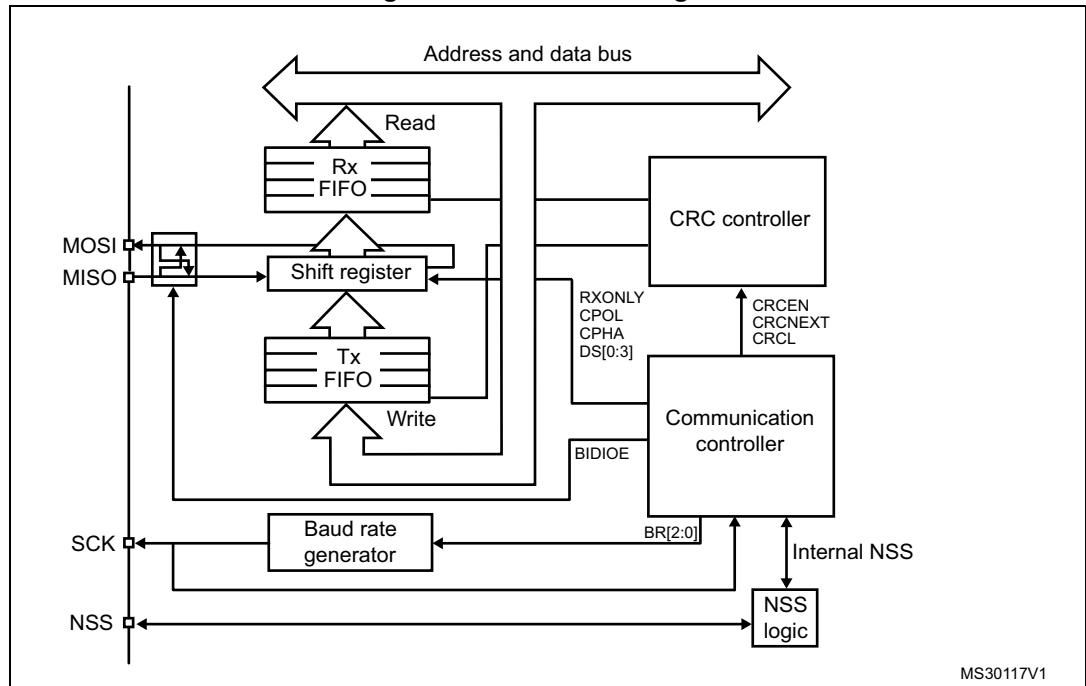 Address and data bus
Read
Rx
FIFO
CRC controller
MOSI
MISO
Shift register
RXONLY
CPOL
CPHA
DS[0:3]
CRCEN
CRCNEXT
CRCL
Tx
FIFO
Write
Communication
controller
BIDIOE
BR[2:0]
Baud rate
generator
SCK
Internal NSS
NSS
logic
NSS
MS30117V1